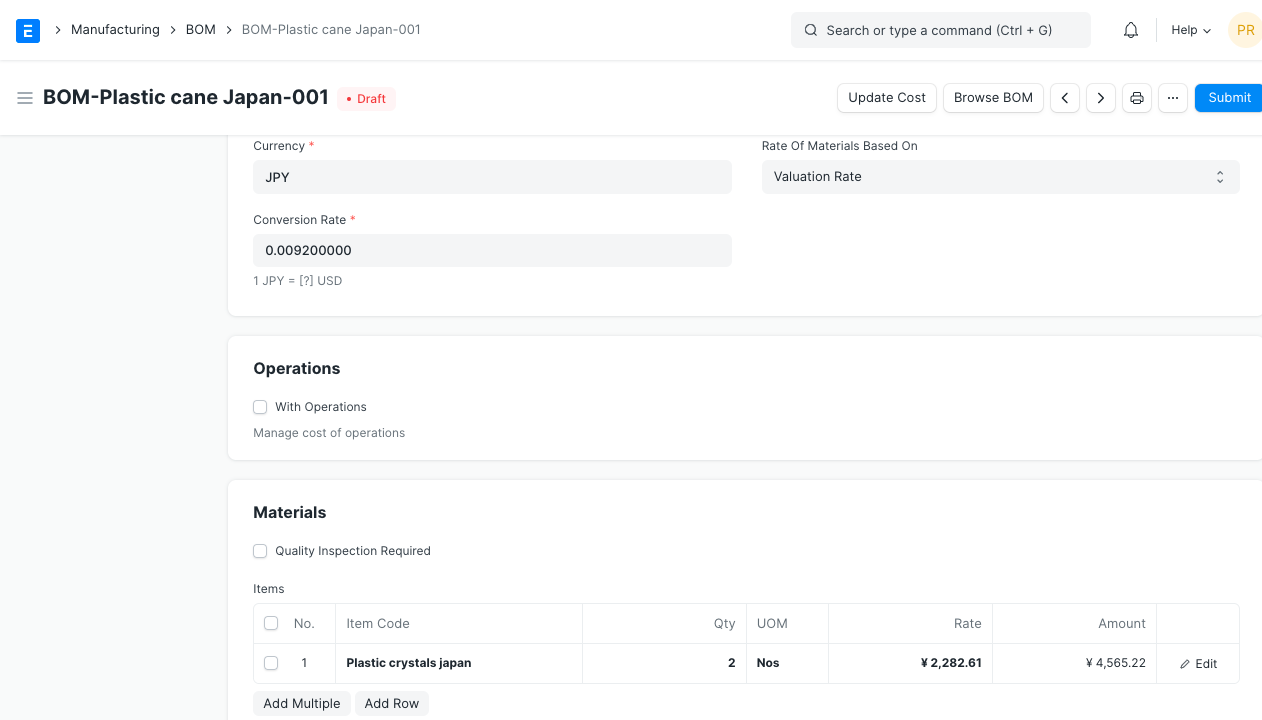 Manufacturing BOM BOM-Plastic cane Japan-001 Search or type a command (Ctrl + G) Help PR
BOM-Plastic cane Japan-001 Draft Update Cost Browse BOM ... Submit
Currency * Rate Of Materials Based On
JPY Valuation Rate
Conversion Rate *
0.009200000
1 JPY = [?] USD
Operations
With Operations
Manage cost of operations
Materials
Quality Inspection Required
Items
No. Item Code Qty UOM Rate Amount
1 Plastic crystals japan 2 Nos ¥ 2,282.61 ¥ 4,565.22 Edit
Add Multiple Add Row